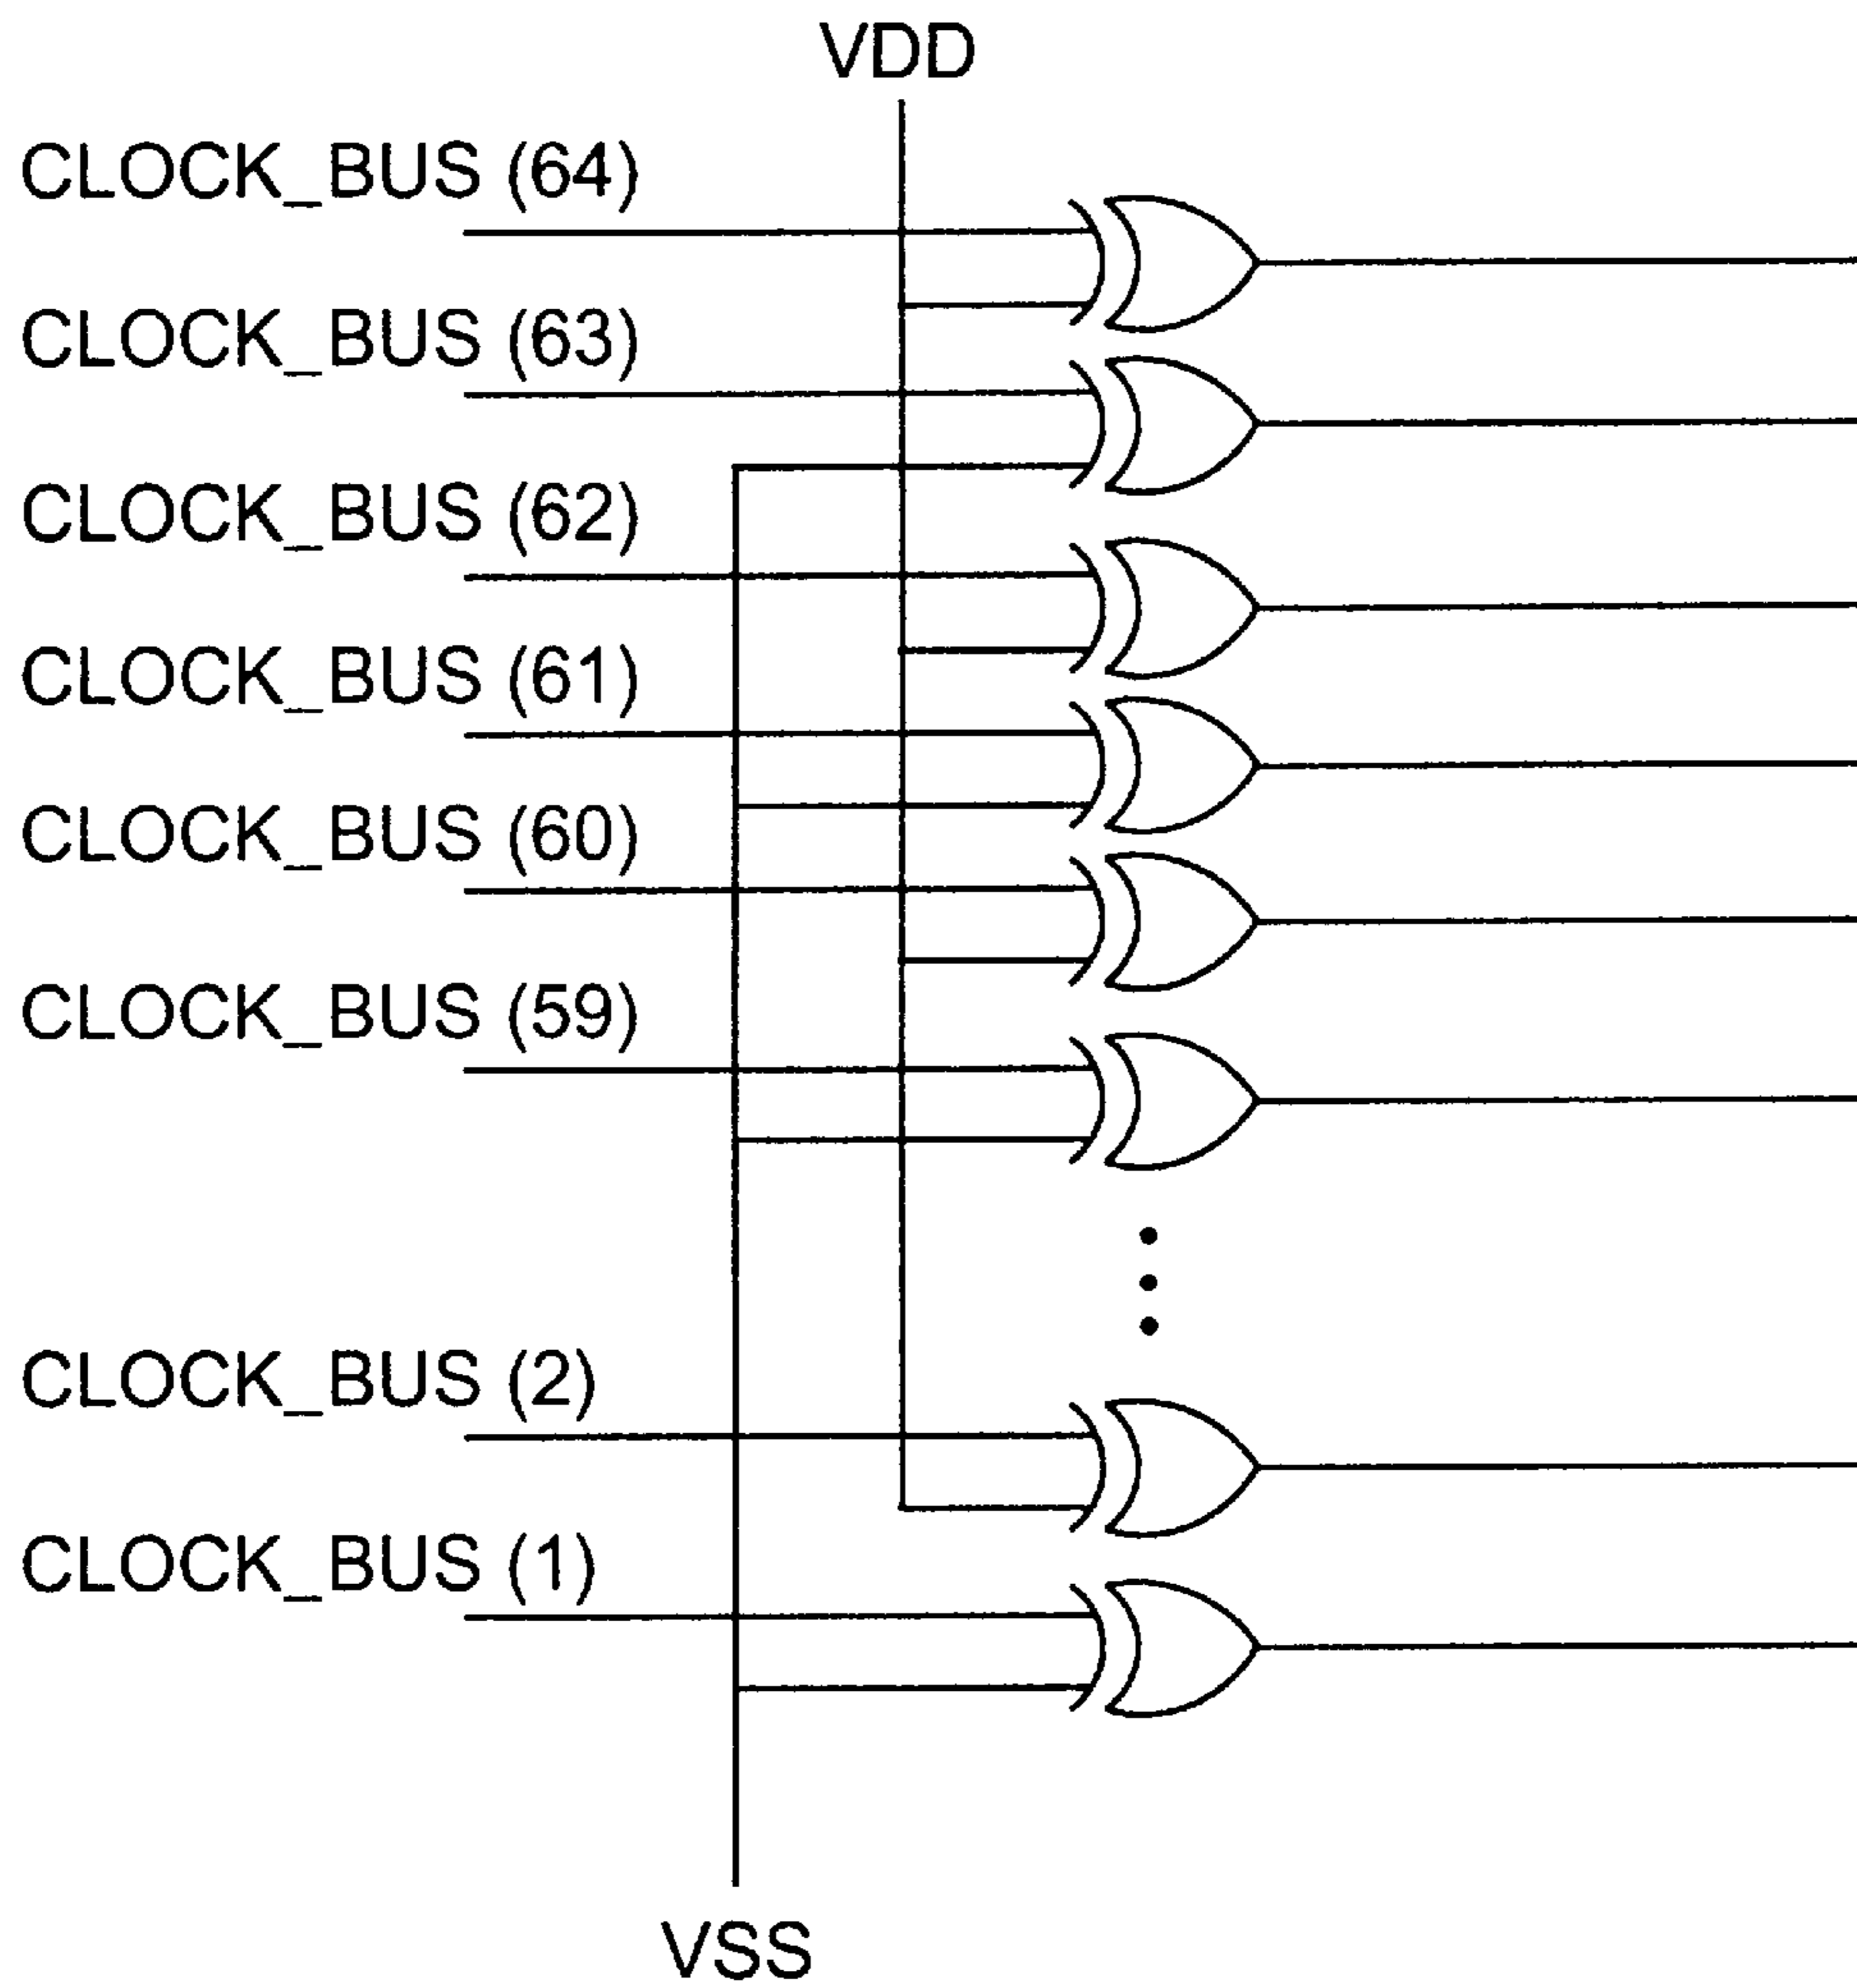 VDD
CLOCK_BUS (64)
CLOCK_BUS (63)
CLOCK_BUS (62)
CLOCK_BUS (61)
CLOCK_BUS (60)
CLOCK_BUS (59)
CLOCK_BUS (2)
CLOCK_BUS (1)
VSS